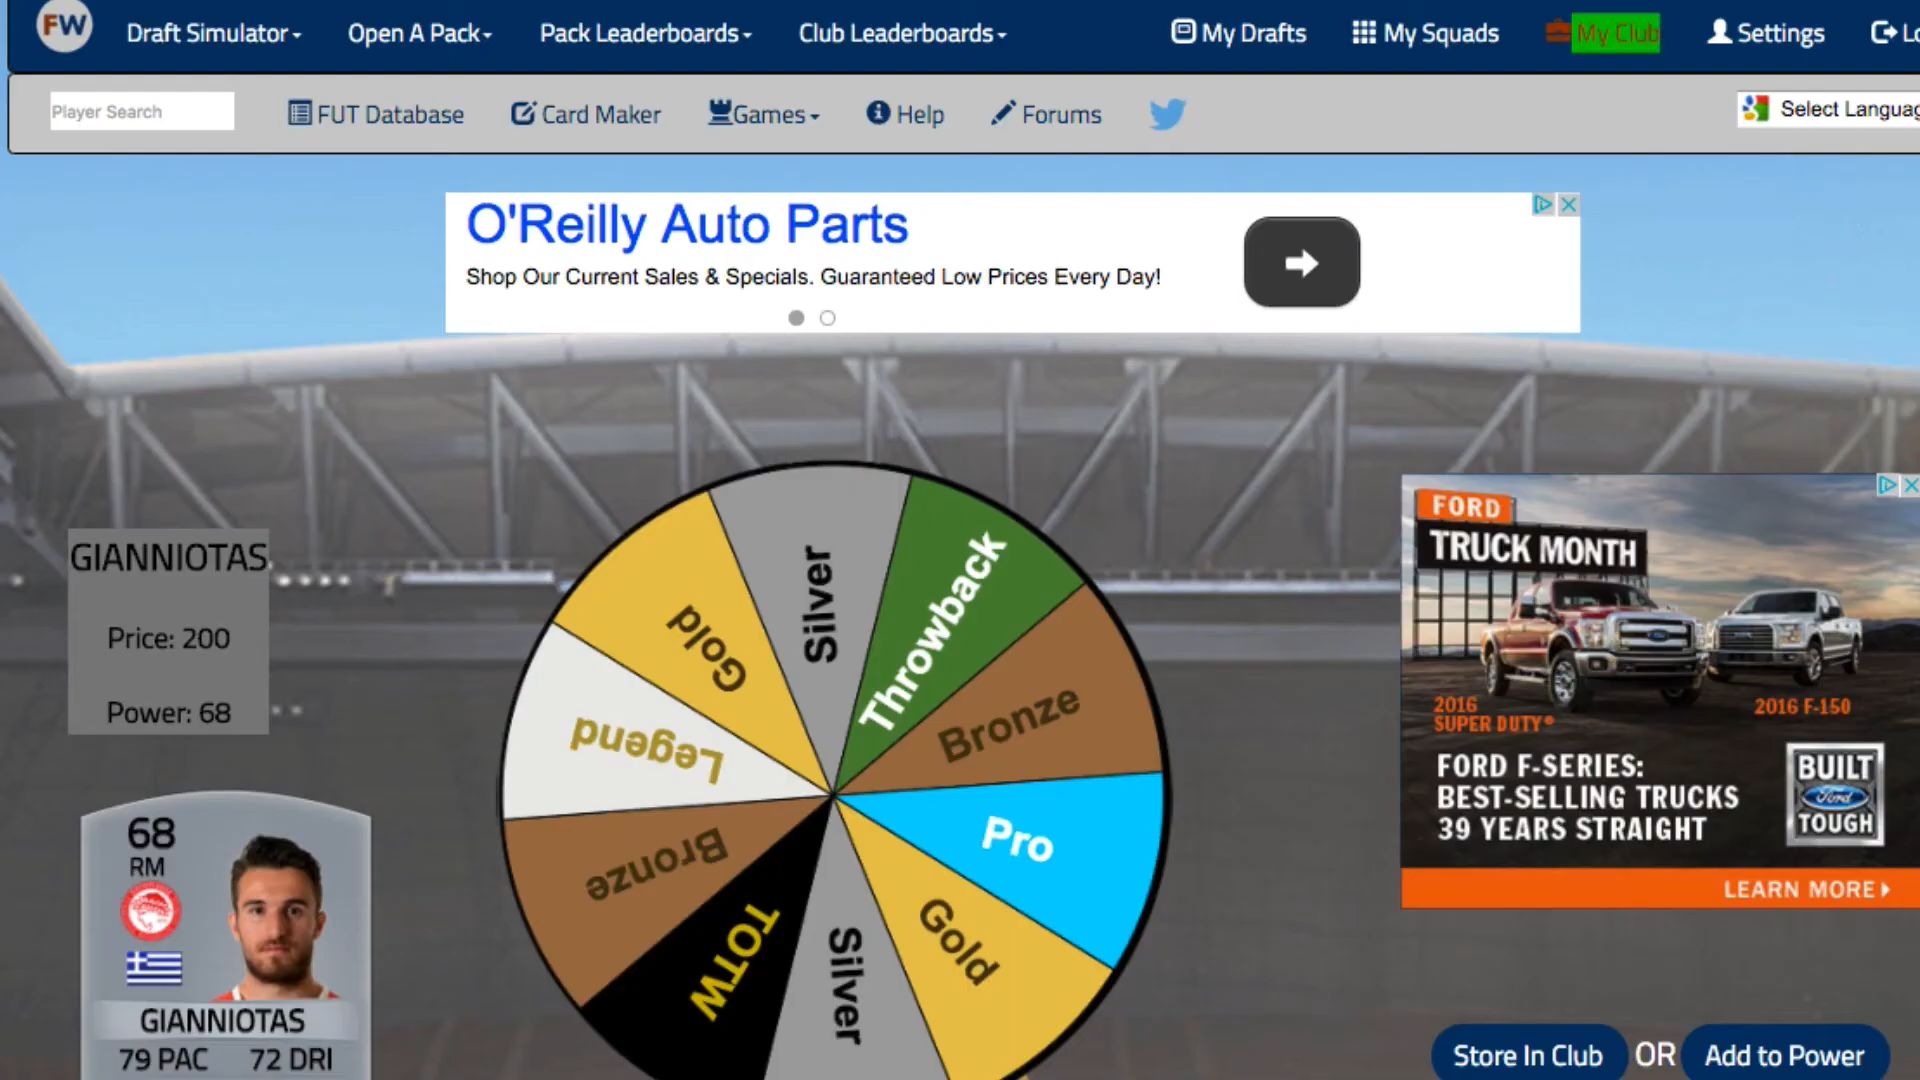 FW
Draft Simulator
Open A Pack
Pack Leaderboards
Club Leaderboards
My Drafts
My Squads
My Club
Settings
Lo
Player Search
FUT Database
Card Maker
Games
Help
Forums
Select Languag
O'Reilly Auto Parts
Shop Our Current Sales & Specials. Guaranteed Low Prices Every Day!
GIANNIOTAS
Price: 200
Power: 68
68
RM
GIANNIOTAS
79 PAC 72 DRI
Silver
Throwback
Bronze
Pro
Gold
Silver
TOTW
Bronze
Legend
Gold
FORD
TRUCK MONTH
2016
SUPER DUTY®
2016 F-150
FORD F-SERIES:
BEST-SELLING TRUCKS
39 YEARS STRAIGHT
BUILT
Ford
TOUGH
LEARN MORE
Store In Club OR Add to Power